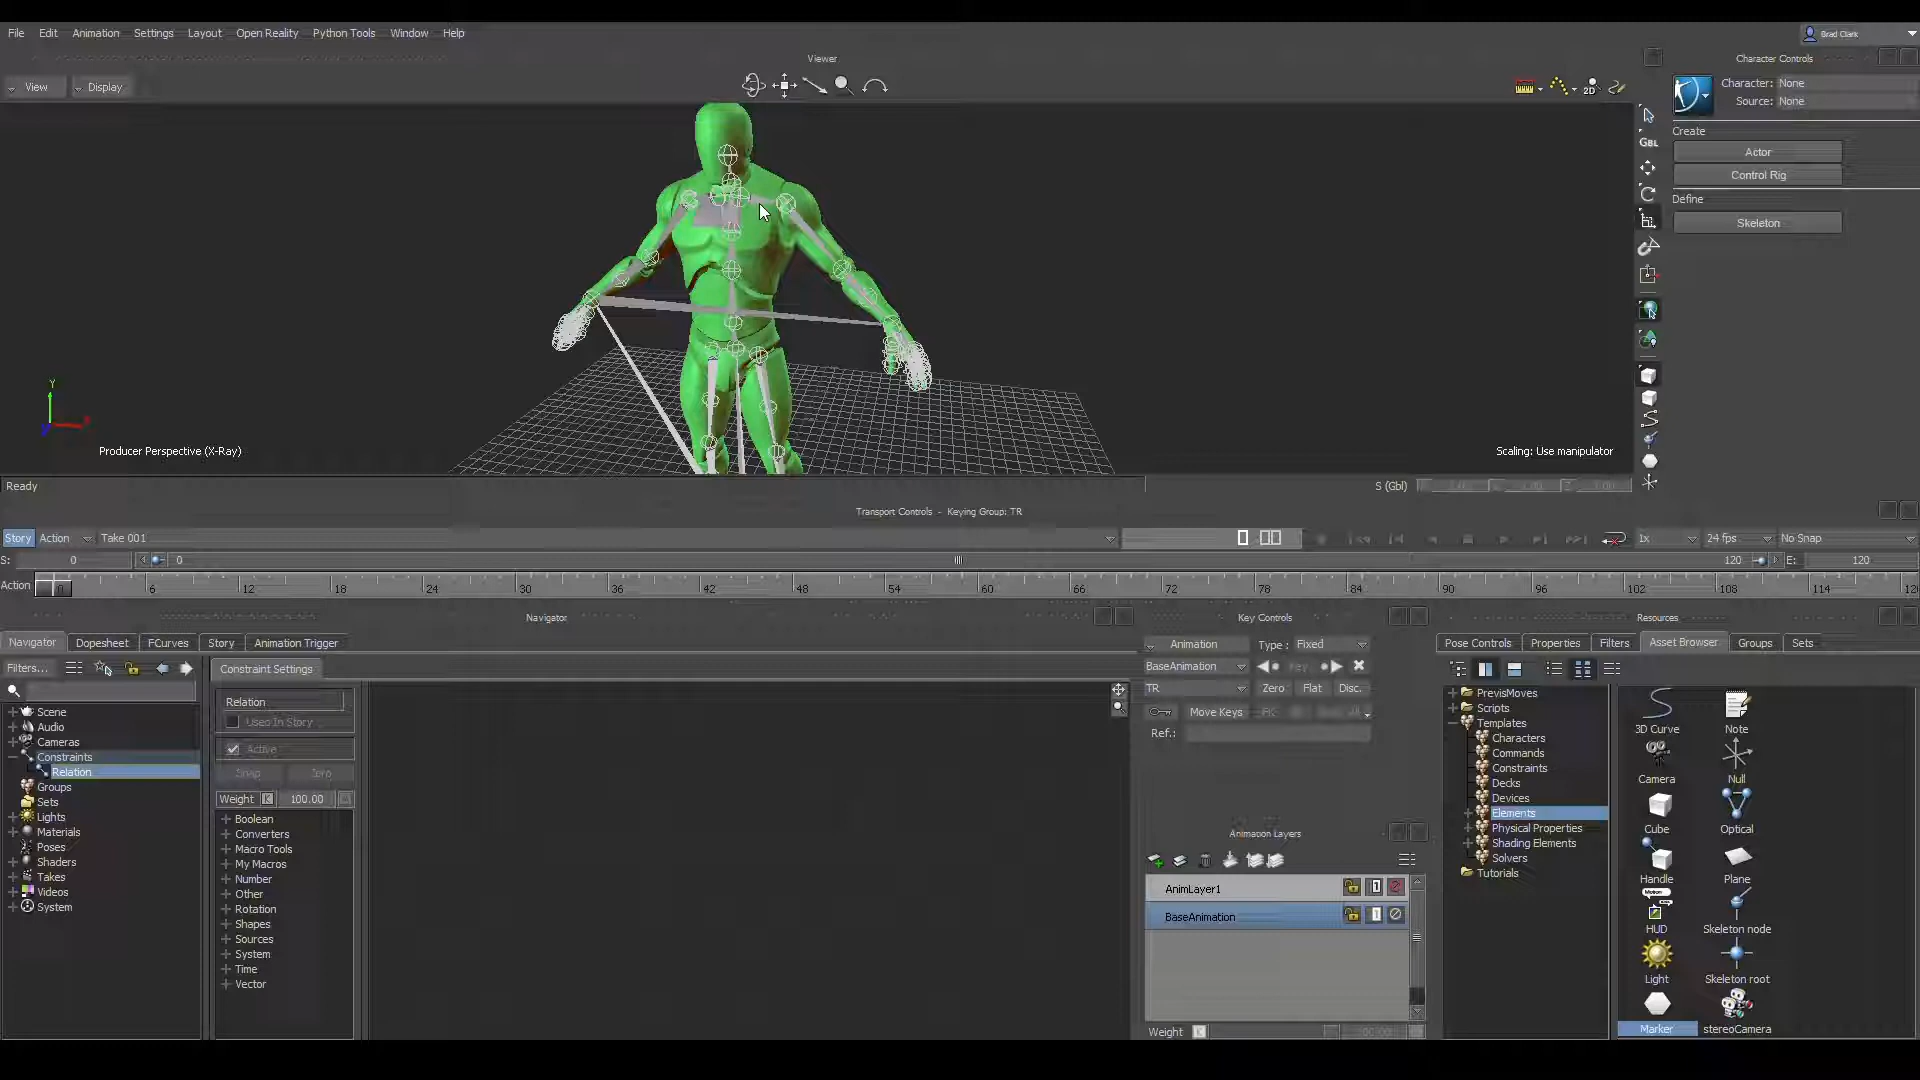 File Edit Animation Settings Layout Open Reality Python Tools Window Help
Brad Clark
Viewer
Character Controls
View Display
2D
Character: None
Source: None
GBL
Create
Actor
Control Rig
Define
Skeleton
Y
Producer Perspective (X-Ray)
Scaling: Use manipulator
Ready
S (Gbl)
Transport Controls - Keying Group: TR
Story Action Take 001
1x 24 fps No Snap
S: 0 0 120 E: 120
Action 6 12 18 24 30 36 42 48 54 60 66 72 78 84 90 96 102 108 114 12
Navigator
Key Controls
Resources
Navigator Dopesheet FCurves Story Animation Trigger
Animation Type: Fixed
Pose Controls Properties Filters Asset Browser Groups Sets
Filters...
Constraint Settings
BaseAnimation
TR Zero Flat Disc.
Move Keys
Ref.:
Relation
Used In Story
Active
Snap Zero
Weight K 100.00
Scene
Audio
Cameras
Constraints
Relation
Groups
Sets
Lights
Materials
Poses
Shaders
Takes
Videos
System
Boolean
Converters
Macro Tools
My Macros
Number
Other
Rotation
Shapes
Sources
System
Time
Vector
Animation Layers
AnimLayer1
BaseAnimation
Weight K
PrevisMoves
Scripts
Templates
Characters
Commands
Constraints
Decks
Devices
Elements
Physical Properties
Shading Elements
Solvers
Tutorials
3D Curve Note
Camera Null
Cube Optical
Handle Plane
HUD Skeleton node
Light Skeleton root
Marker stereoCamera